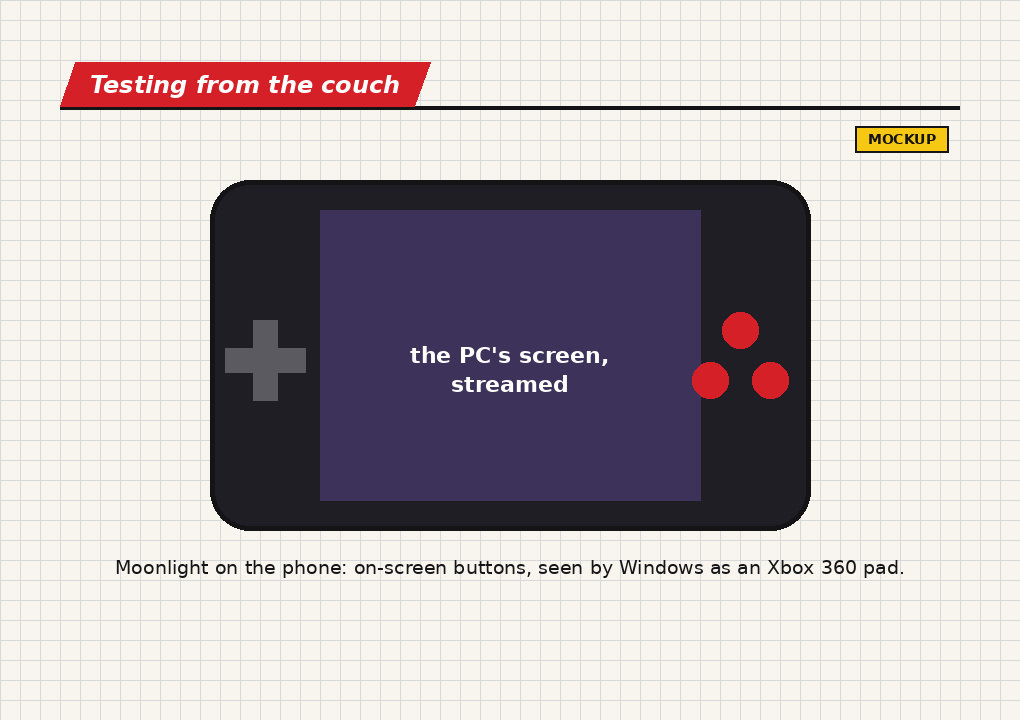 Testing from the couch
MOCKUP
the PC's screen,
streamed
Moonlight on the phone: on-screen buttons, seen by Windows as an Xbox 360 pad.